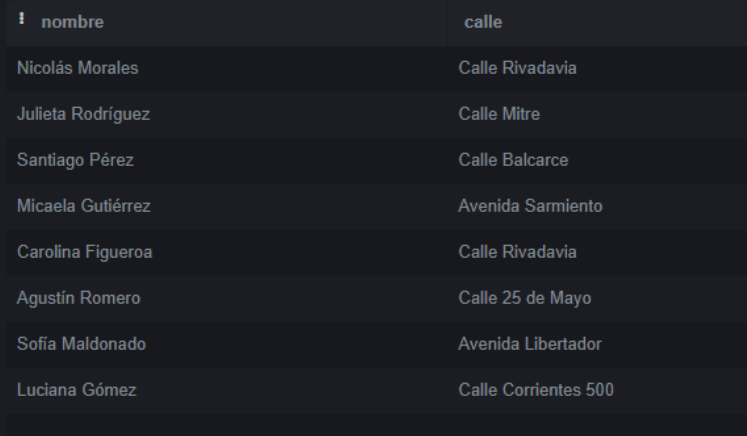 nombre calle
Nicolás Morales Calle Rivadavia
Julieta Rodríguez Calle Mitre
Santiago Pérez Calle Balcarce
Micaela Gutiérrez Avenida Sarmiento
Carolina Figueroa Calle Rivadavia
Agustín Romero Calle 25 de Mayo
Sofía Maldonado Avenida Libertador
Luciana Gómez Calle Corrientes 500